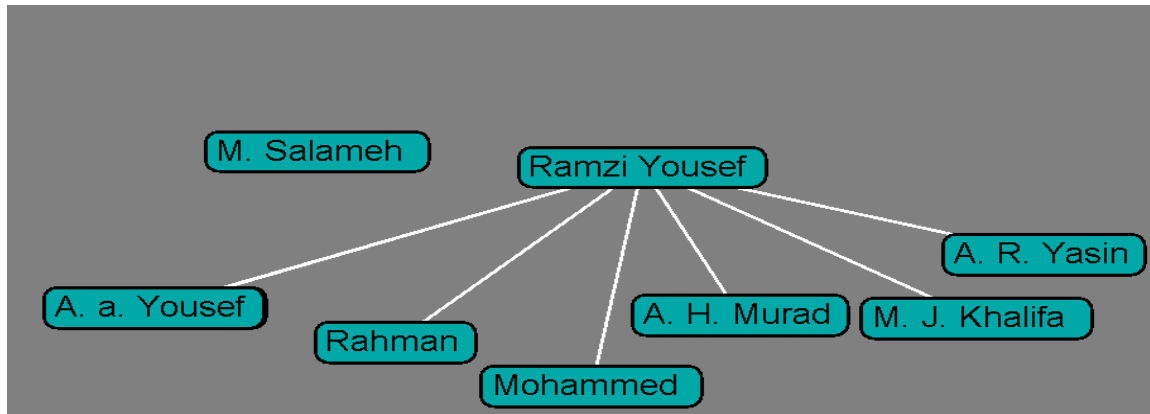 M. Salameh
Ramzi Yousef
A. R. Yasin
A. a. Yousef
Rahman
Mohammed
A. H. Murad
M. J. Khalifa